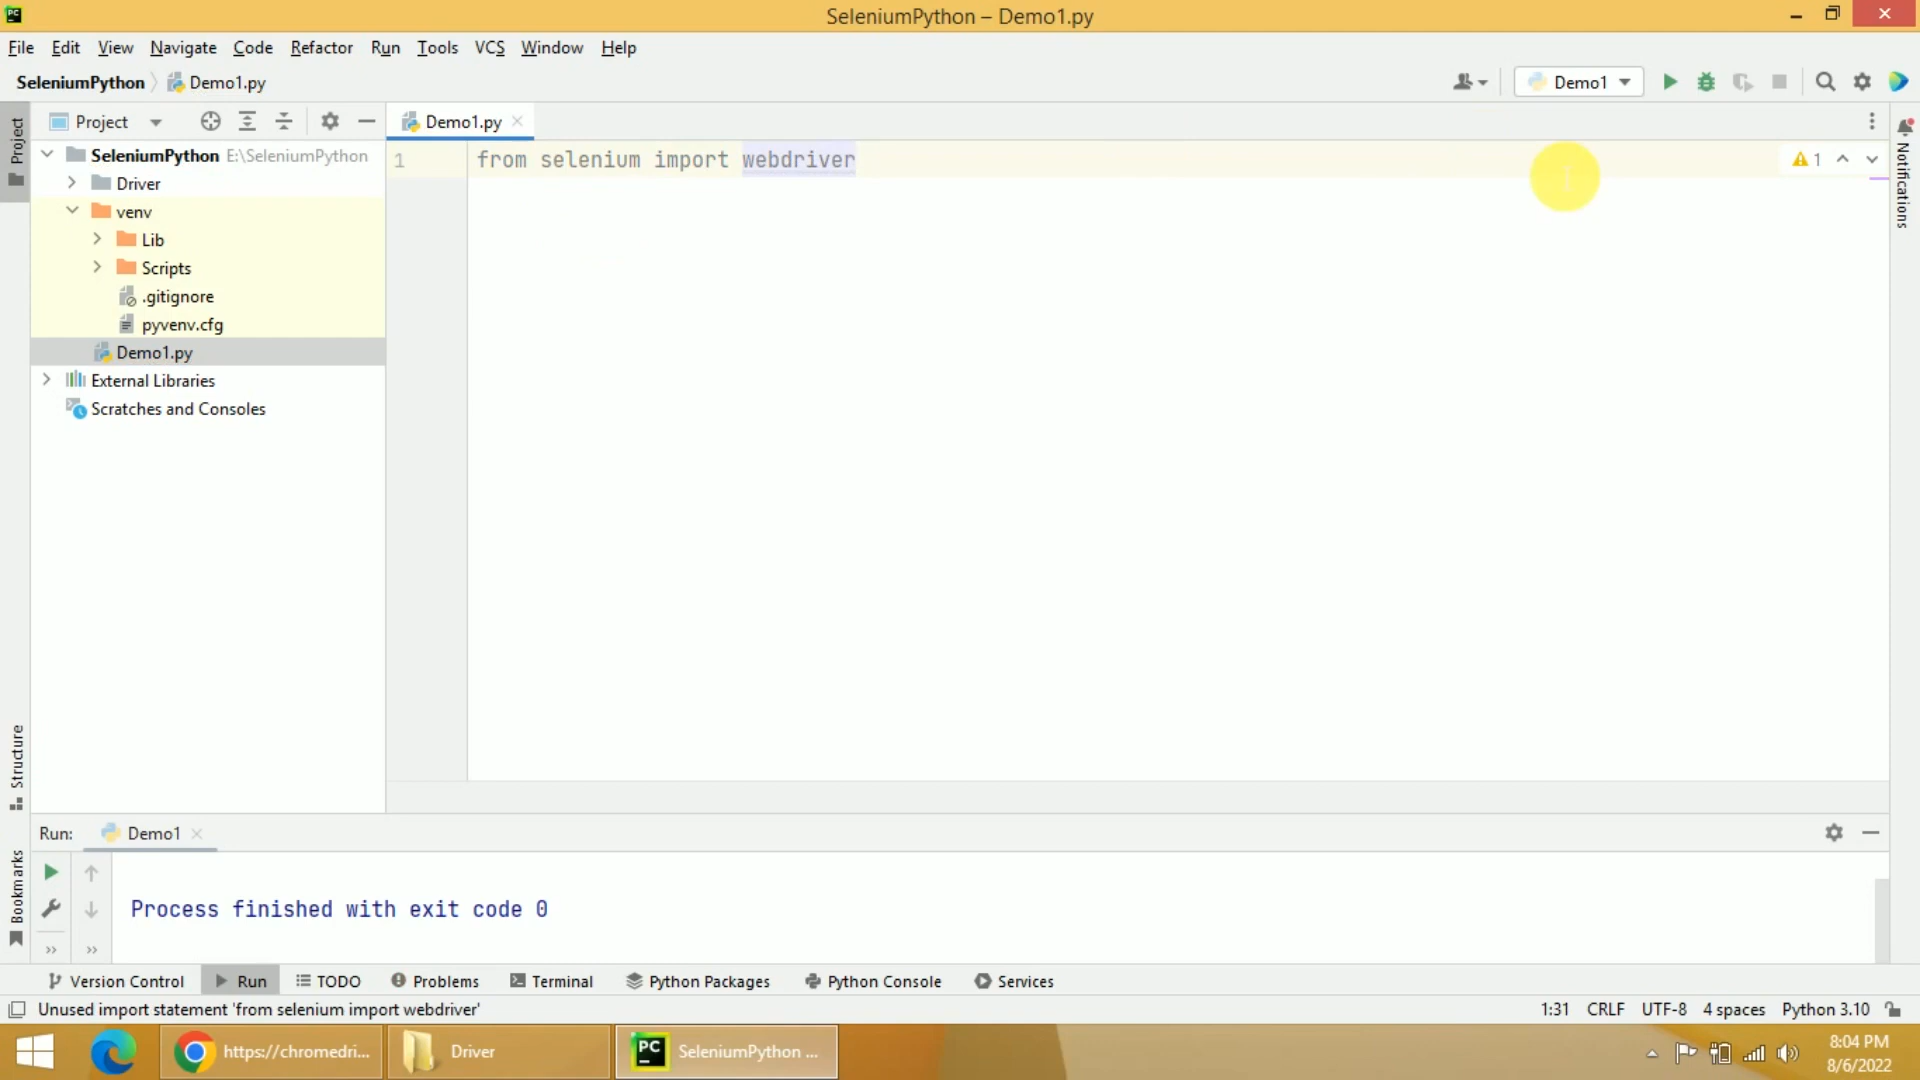 PC
SeleniumPython – Demo1.py
File Edit View Navigate Code Refactor Run Tools VCS Window Help
SeleniumPython Demo1.py
Demo1
Project
Project
Demo1.py
SeleniumPython E:\SeleniumPython
1 from selenium import webdriver
1
Notifications
Driver
venv
Lib
Scripts
.gitignore
pyvenv.cfg
Demo1.py
External Libraries
Scratches and Consoles
Structure
Bookmarks
Run: Demo1
Process finished with exit code 0
Version Control Run TODO Problems Terminal Python Packages Python Console Services
Unused import statement 'from selenium import webdriver'
1:31 CRLF UTF-8 4 spaces Python 3.10
https://chromedri...
Driver
PC SeleniumPython ...
8:04 PM
8/6/2022